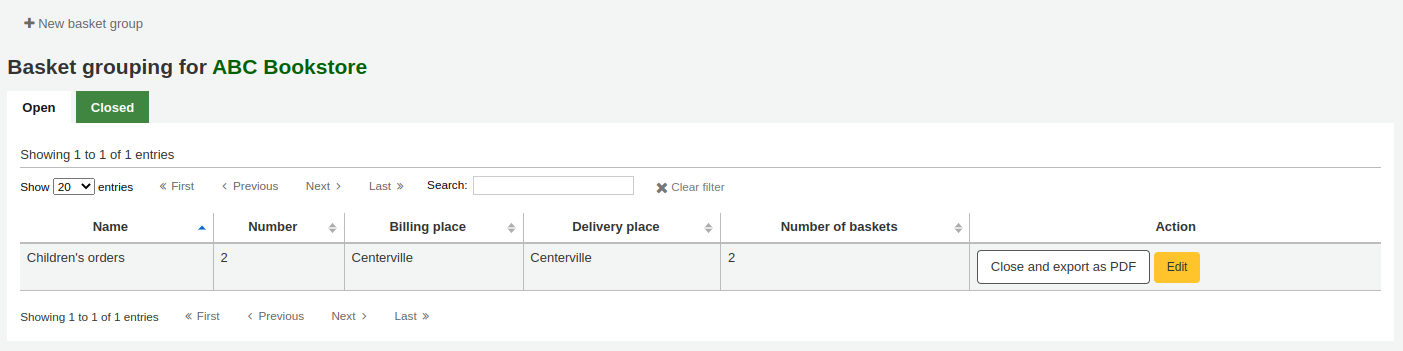 New basket group
Basket grouping for ABC Bookstore
Open Closed
Showing 1 to 1 of 1 entries
Show 20 entries First Previous Next Last Search: Clear filter
Name Number Billing place Delivery place Number of baskets Action
Children's orders 2 Centerville Centerville 2 Close and export as PDF Edit
Showing 1 to 1 of 1 entries First Previous Next Last